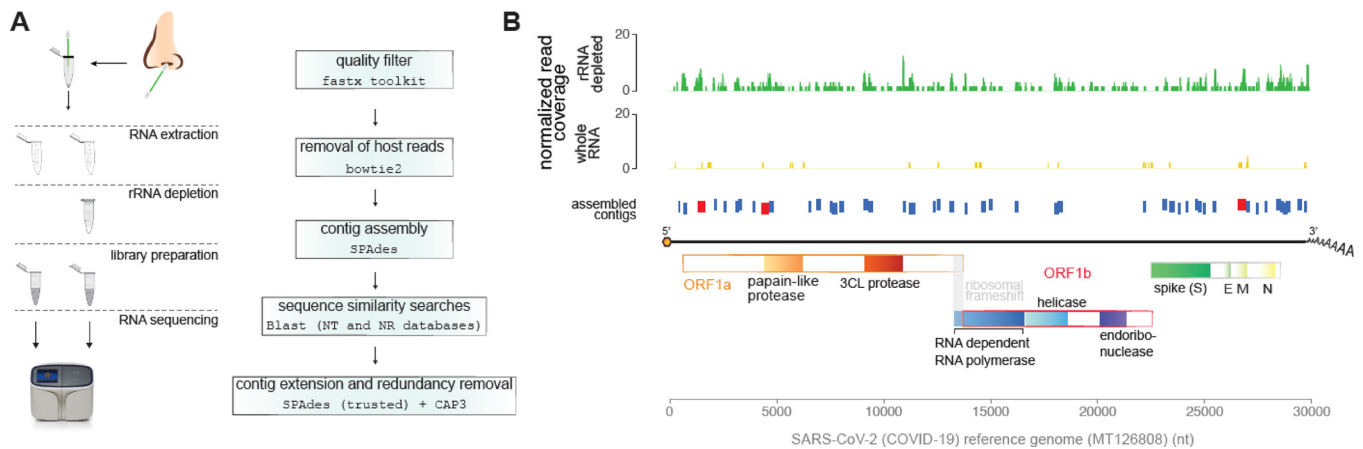 A
RNA extraction
rRNA depletion
library preparation
RNA sequencing
quality filter
fastx toolkit
removal of host reads
bowtie2
contig assembly
SPAdes
sequence similarity searches
Blast (NT and NR databases)
contig extension and redundancy removal
SPAdes (trusted) + CAP3
B
normalized read
coverage
rRNA
depleted
20
0
whole
RNA
20
0
assembled
contigs
5'
3'
AAAAA
ORF1a
papain-like
protease
3CL protease
ribosomal
frameshift
ORF1b
helicase
RNA dependent
RNA polymerase
endoribo-
nuclease
spike (S)
E M N
0 5000 10000 15000 20000 25000 30000
SARS-CoV-2 (COVID-19) reference genome (MT126808) (nt)